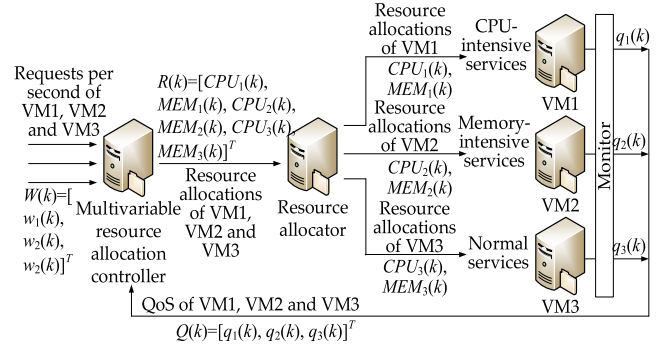 Requests per
second of
VM1, VM2
and VM3
W(k)=[
w₁(k),
w₂(k),
w₂(k)]ᵀ
Multivariable
resource
allocation
controller
R(k)=[CPU₁(k),
MEM₁(k), CPU₂(k),
MEM₂(k), CPU₃(k),
MEM₃(k)]ᵀ
Resource
allocations
of VM1,
VM2 and
VM3
Resource
allocator
Resource
allocations
of VM1
CPU₁(k),
MEM₁(k)
Resource
allocations
of VM2
CPU₂(k),
MEM₂(k)
Resource
allocations
of VM3
CPU₃(k),
MEM₃(k)
CPU-
intensive
services
VM1
Memory-
intensive
services
VM2
Normal
services
VM3
Monitor
q₁(k)
q₂(k)
q₃(k)
QoS of VM1, VM2 and VM3
Q(k)=[q₁(k), q₂(k), q₃(k)]ᵀ